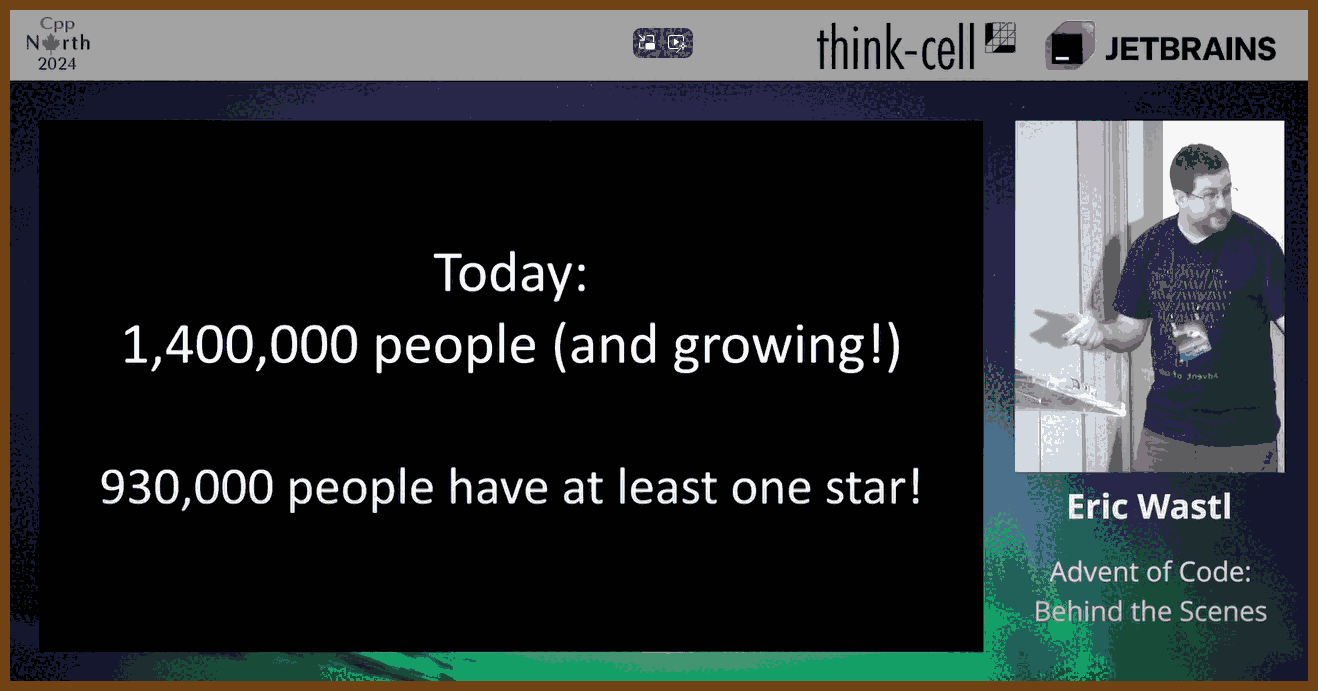 Cpp
North
2024
think-cell
JETBRAINS
Today:
1,400,000 people (and growing!)
930,000 people have at least one star!
Eric Wastl
Advent of Code:
Behind the Scenes